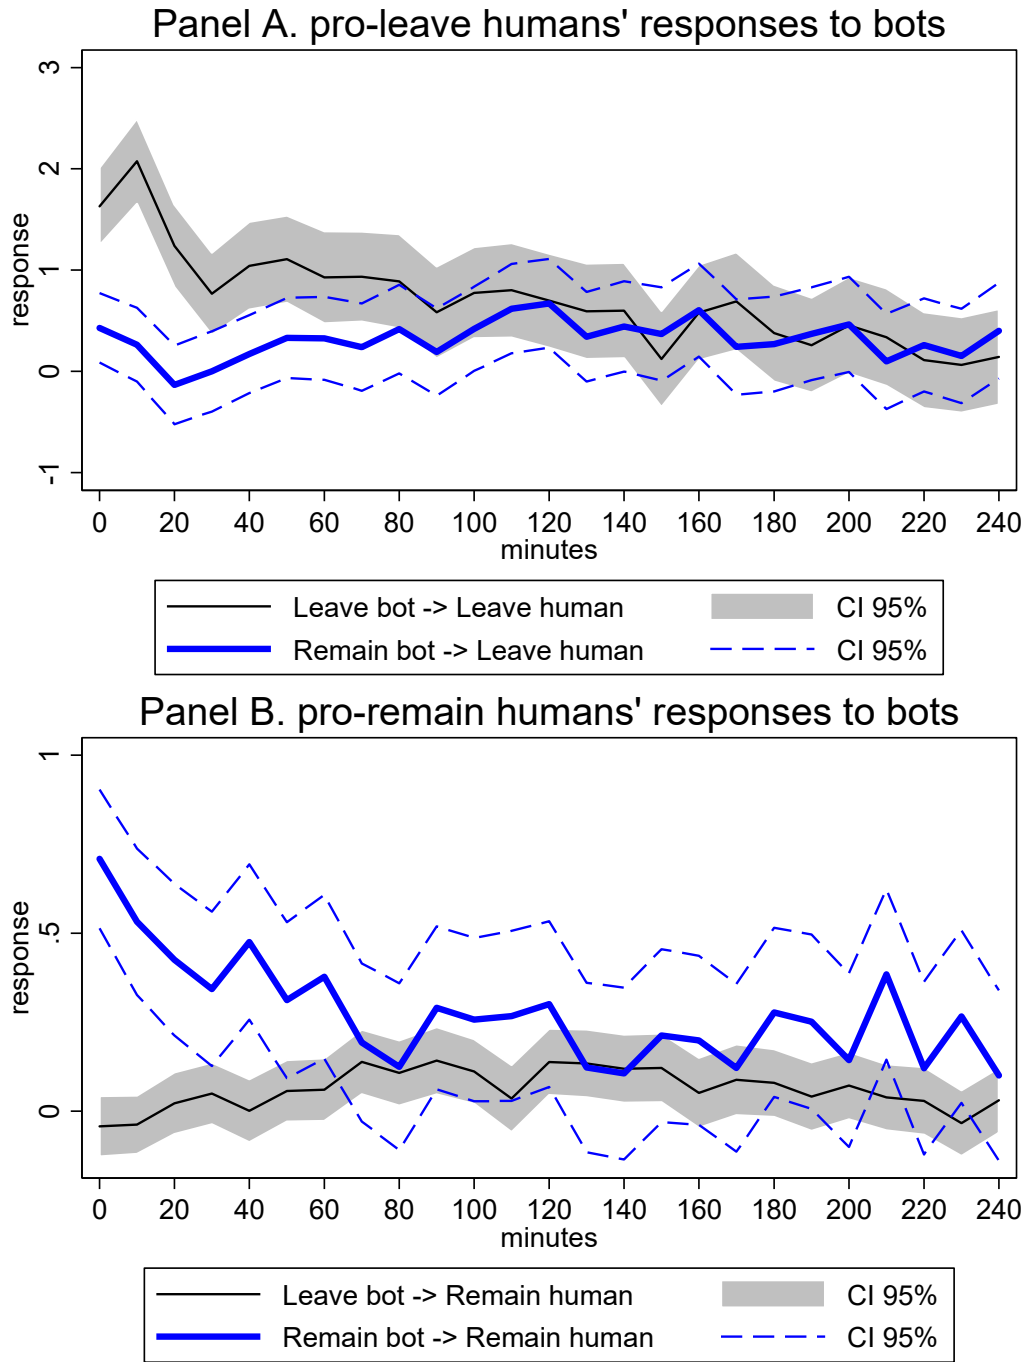 Panel A. pro-leave humans' responses to bots
3
2
1
0
-1
response
0 20 40 60 80 100 120 140 160 180 200 220 240
minutes
Leave bot -> Leave human CI 95%
Remain bot -> Leave human CI 95%
Panel B. pro-remain humans' responses to bots
1
.5
0
response
0 20 40 60 80 100 120 140 160 180 200 220 240
minutes
Leave bot -> Remain human CI 95%
Remain bot -> Remain human CI 95%